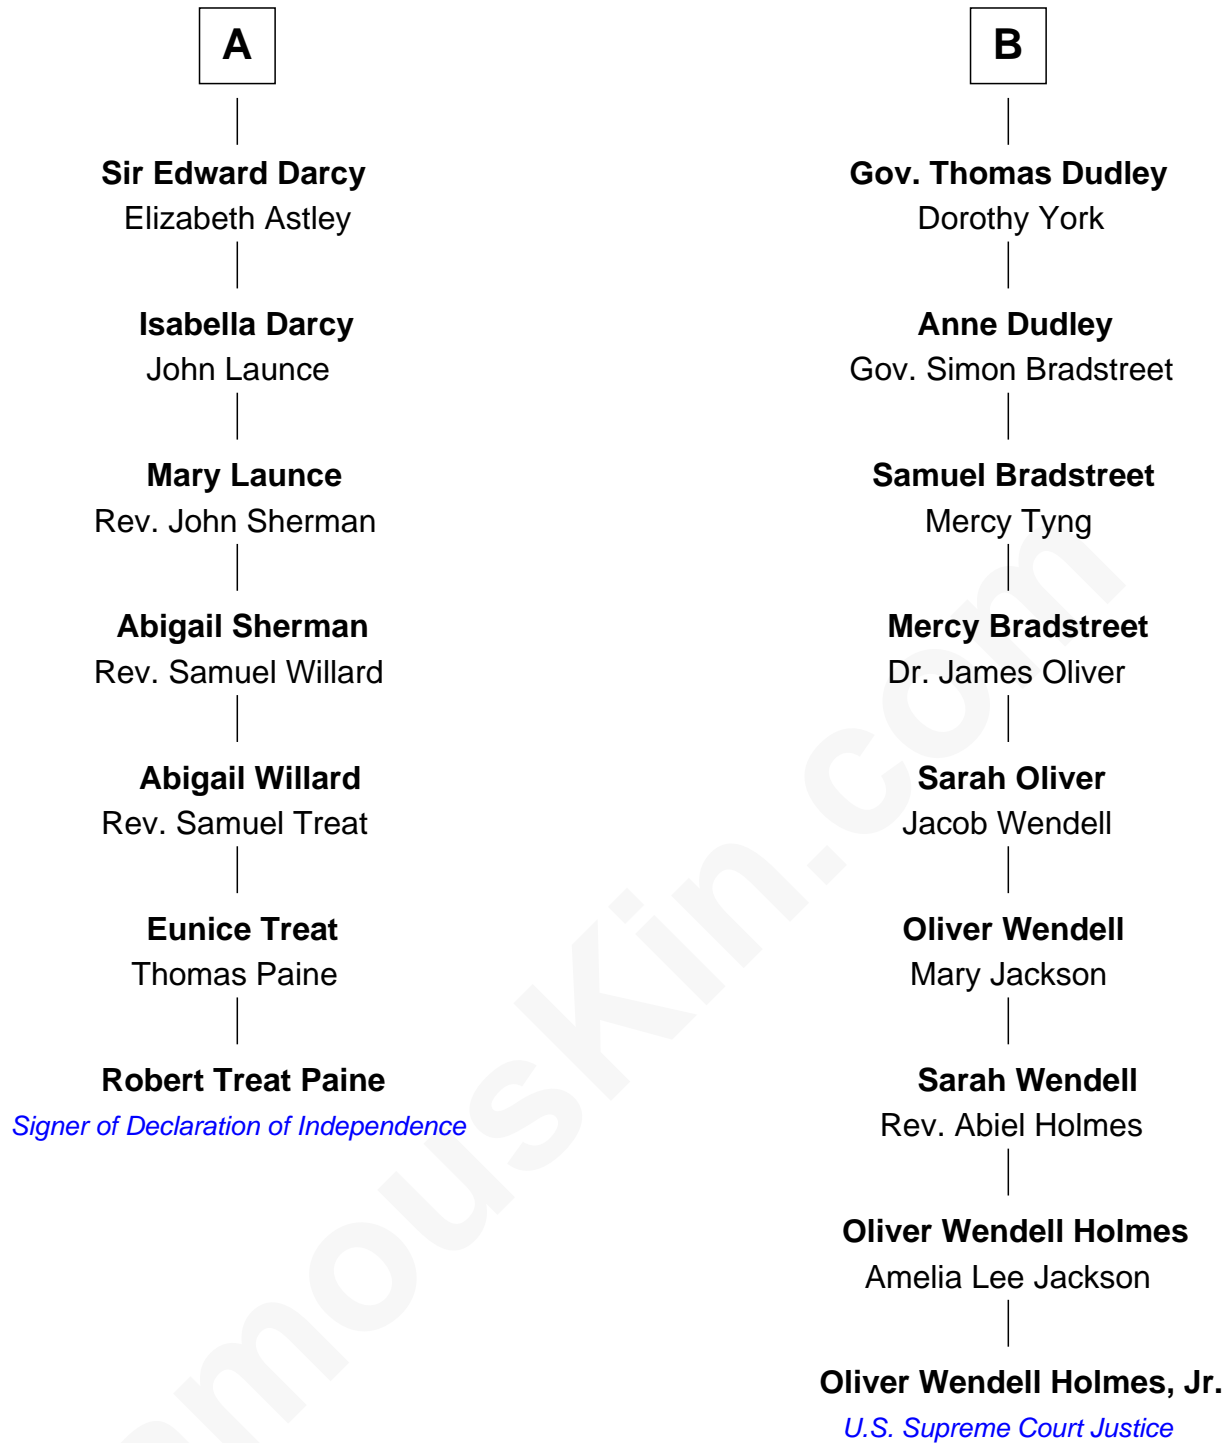 A
Sir Edward Darcy
Elizabeth Astley
Isabella Darcy
John Launce
Mary Launce
Rev. John Sherman
Abigail Sherman
Rev. Samuel Willard
Abigail Willard
Rev. Samuel Treat
Eunice Treat
Thomas Paine
Robert Treat Paine
Signer of Declaration of Independence
B
Gov. Thomas Dudley
Dorothy York
Anne Dudley
Gov. Simon Bradstreet
Samuel Bradstreet
Mercy Tyng
Mercy Bradstreet
Dr. James Oliver
Sarah Oliver
Jacob Wendell
Oliver Wendell
Mary Jackson
Sarah Wendell
Rev. Abiel Holmes
Oliver Wendell Holmes
Amelia Lee Jackson
Oliver Wendell Holmes, Jr.
U.S. Supreme Court Justice
amouskin.com